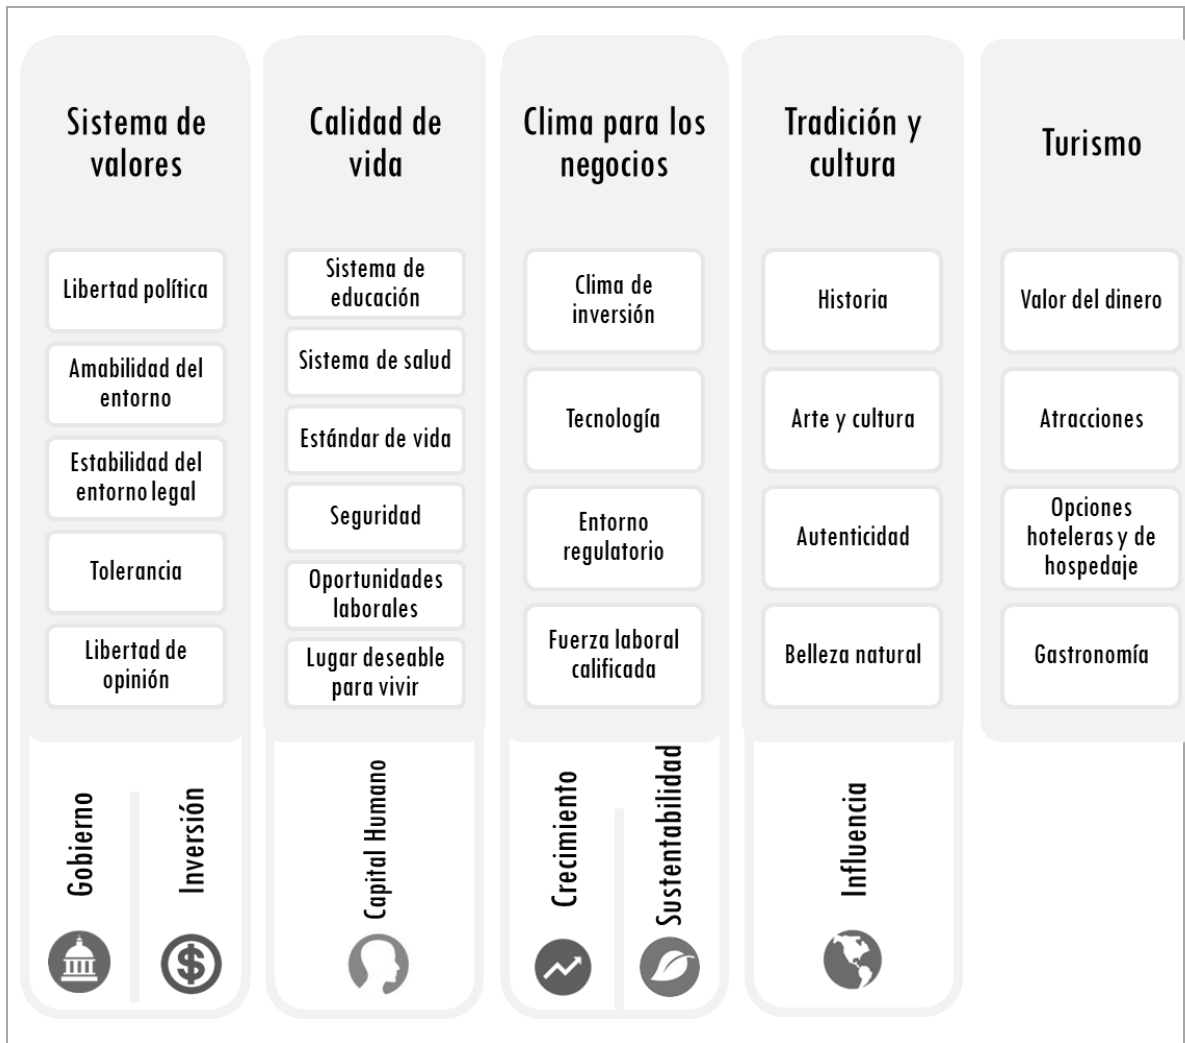 Sistema de
valores
Libertad política
Amabilidad del
entorno
Estabilidad del
entorno legal
Tolerancia
Libertad de
opinión
Gobierno
Inversión
Calidad de
vida
Sistema de
educación
Sistema de salud
Estándar de vida
Seguridad
Oportunidades
laborales
Lugar deseable
para vivir
Capital Humano
Clima para los
negocios
Clima de
inversión
Tecnología
Entorno
regulatorio
Fuerza laboral
calificada
Crecimiento
Sustentabilidad
Tradición y
cultura
Historia
Arte y cultura
Autenticidad
Belleza natural
Influencia
Turismo
Valor del dinero
Atracciones
Opciones
hoteleras y de
hospedaje
Gastronomía